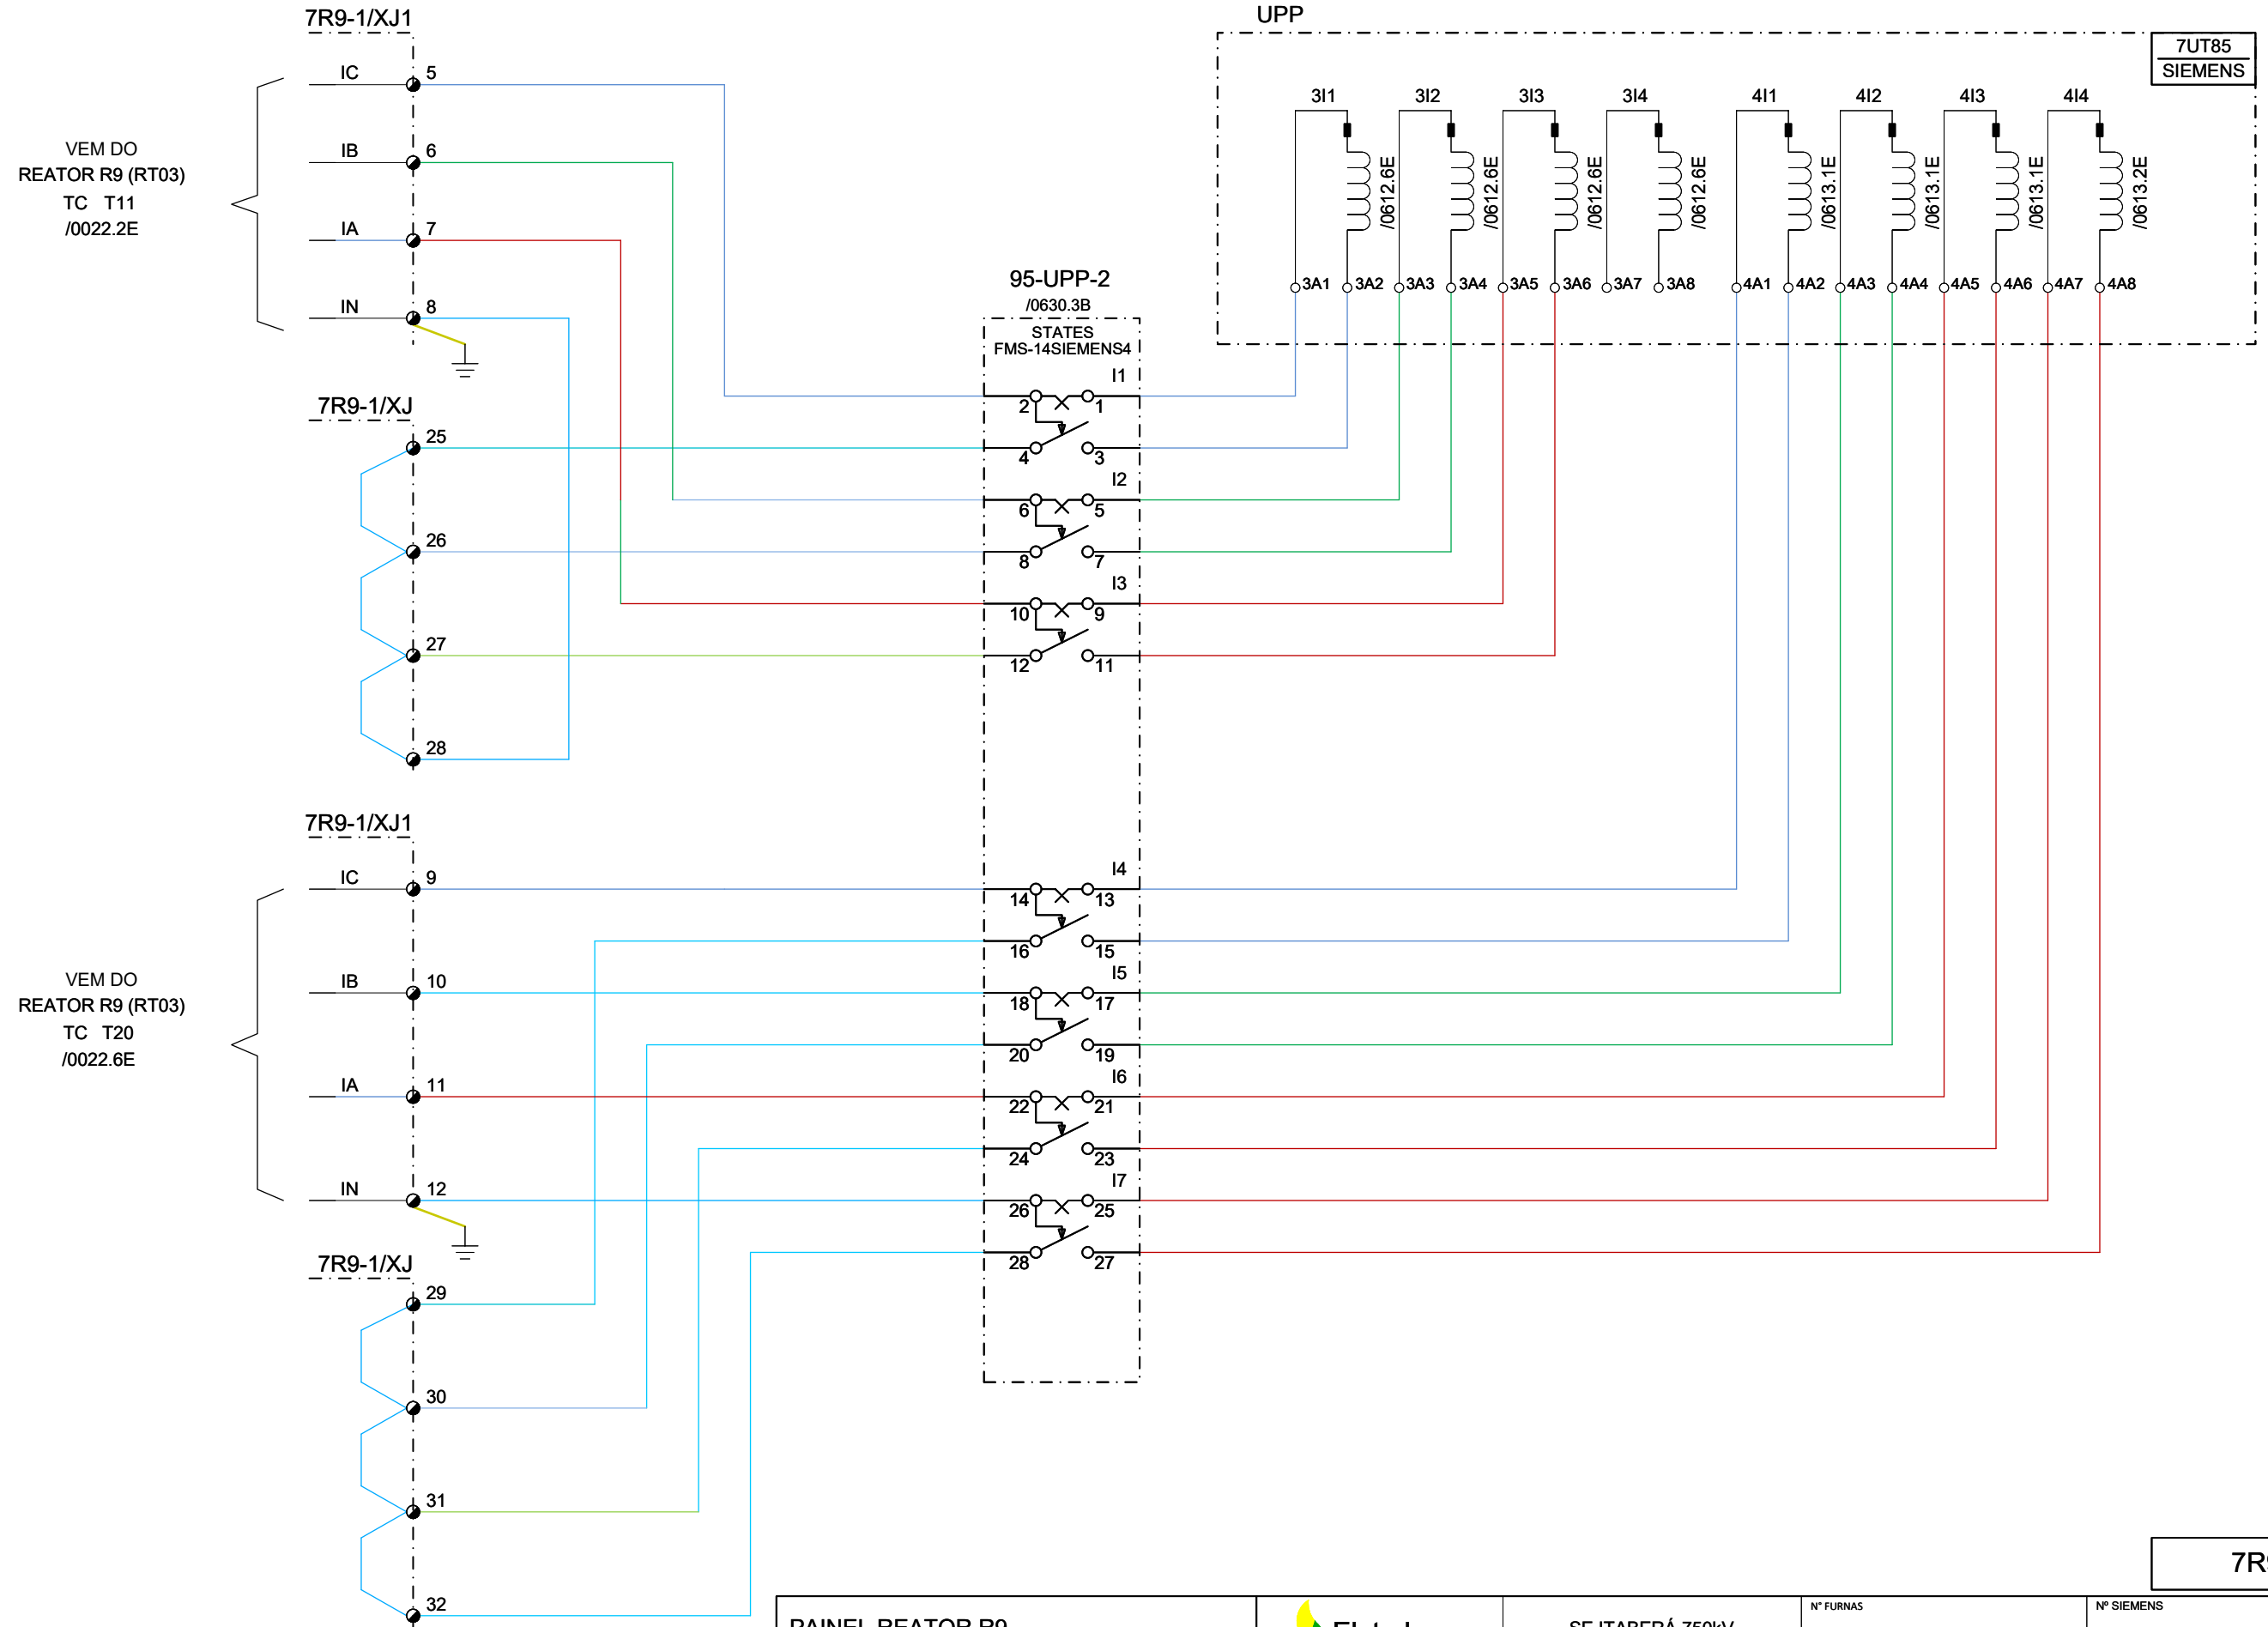 7R9-1/XJ1
UPP
7UT85
SIEMENS
IC 5
IB 6
IA 7
IN 8
VEM DO
REATOR R9 (RT03)
TC T11
/0022.2E
3I1 3I2 3I3 3I4 4I1 4I2 4I3 4I4
/0612.6E /0612.6E /0612.6E /0612.6E /0613.1E /0613.1E /0613.1E /0613.2E
3A1 3A2 3A3 3A4 3A5 3A6 3A7 3A8 4A1 4A2 4A3 4A4 4A5 4A6 4A7 4A8
95-UPP-2
/0630.3B
STATES
FMS-14SIEMENS4
I1
2 1
4 3
I2
6 5
8 7
I3
10 9
12 11
7R9-1/XJ
25
26
27
28
7R9-1/XJ1
IC 9
IB 10
IA 11
IN 12
VEM DO
REATOR R9 (RT03)
TC T20
/0022.6E
I4
14 13
16 15
I5
18 17
20 19
I6
22 21
24 23
I7
26 25
28 27
7R9-1/XJ
29
30
31
32
7R
PAINEL REATOR R9
SE ITABERÁ 750kV
N° FURNAS
Nº SIEMENS